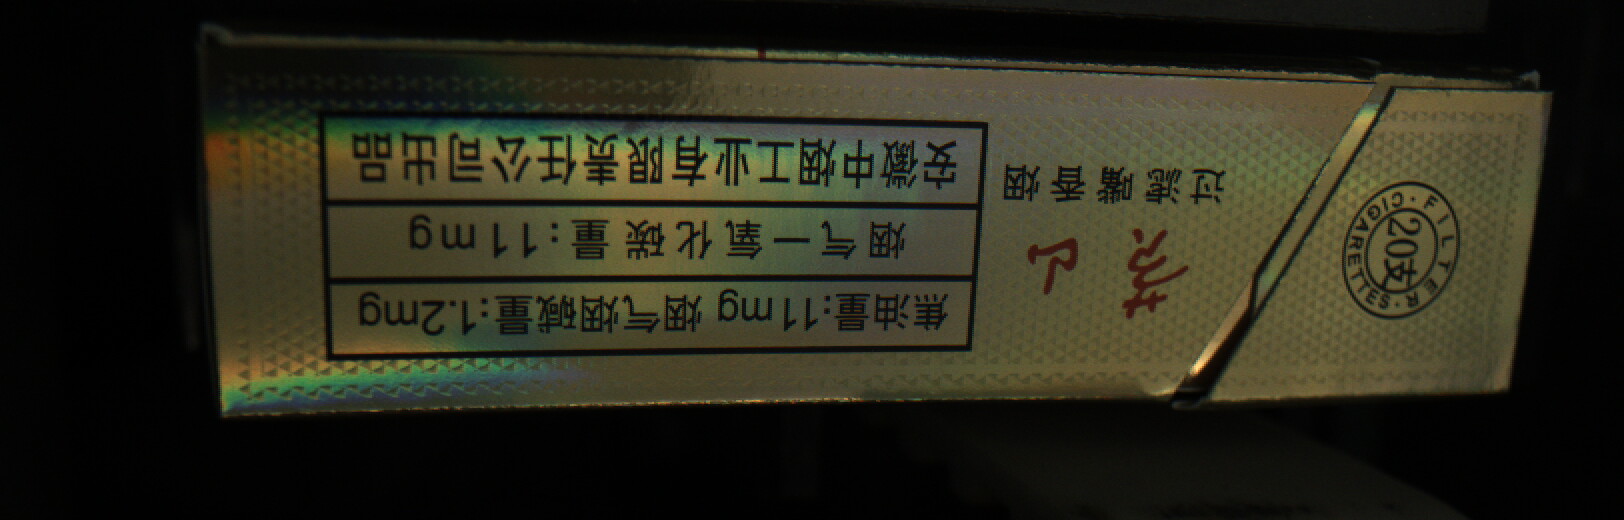 20支
FILTER·CIGARETTES·
黄山
过滤嘴香烟
焦油量:11mg 烟气烟碱量:1.2mg
烟气一氧化碳量:11mg
安徽中烟工业有限责任公司出品